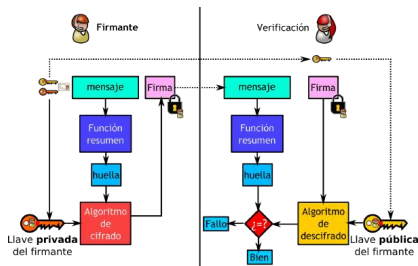 Firmante
mensaje
Firma
Función
resumen
huella
Algoritmo
de
cifrado
Llave privada
del firmante
Verificación
mensaje
Firma
Función
resumen
huella
¿=?
Fallo
Bien
Algoritmo
de
descifrado
Llave pública
del firmante